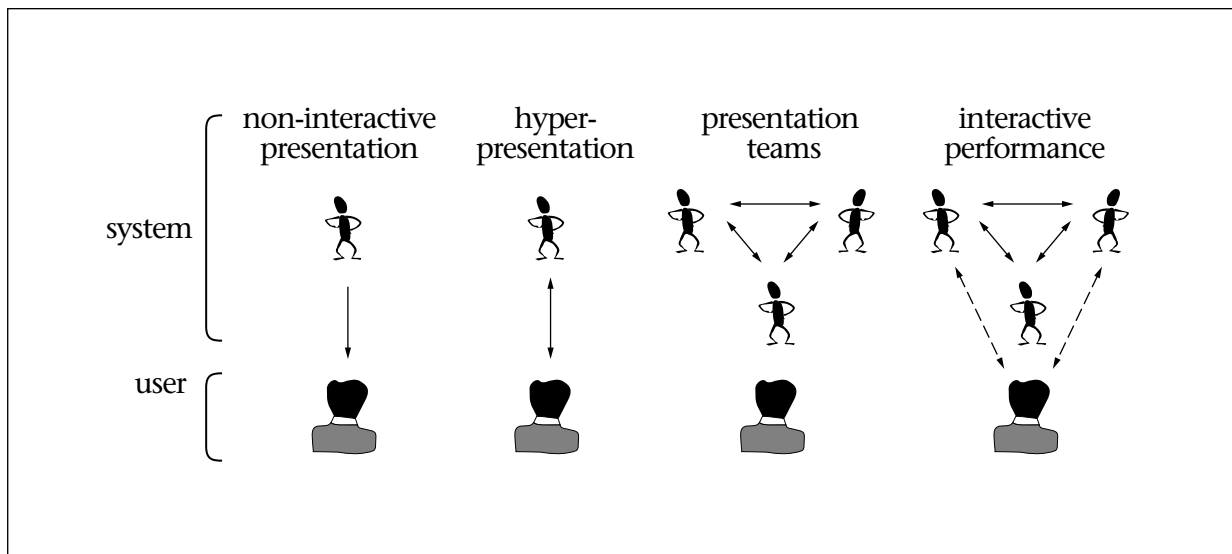 non-interactive
presentation
hyper-
presentation
presentation
teams
interactive
performance
system
user